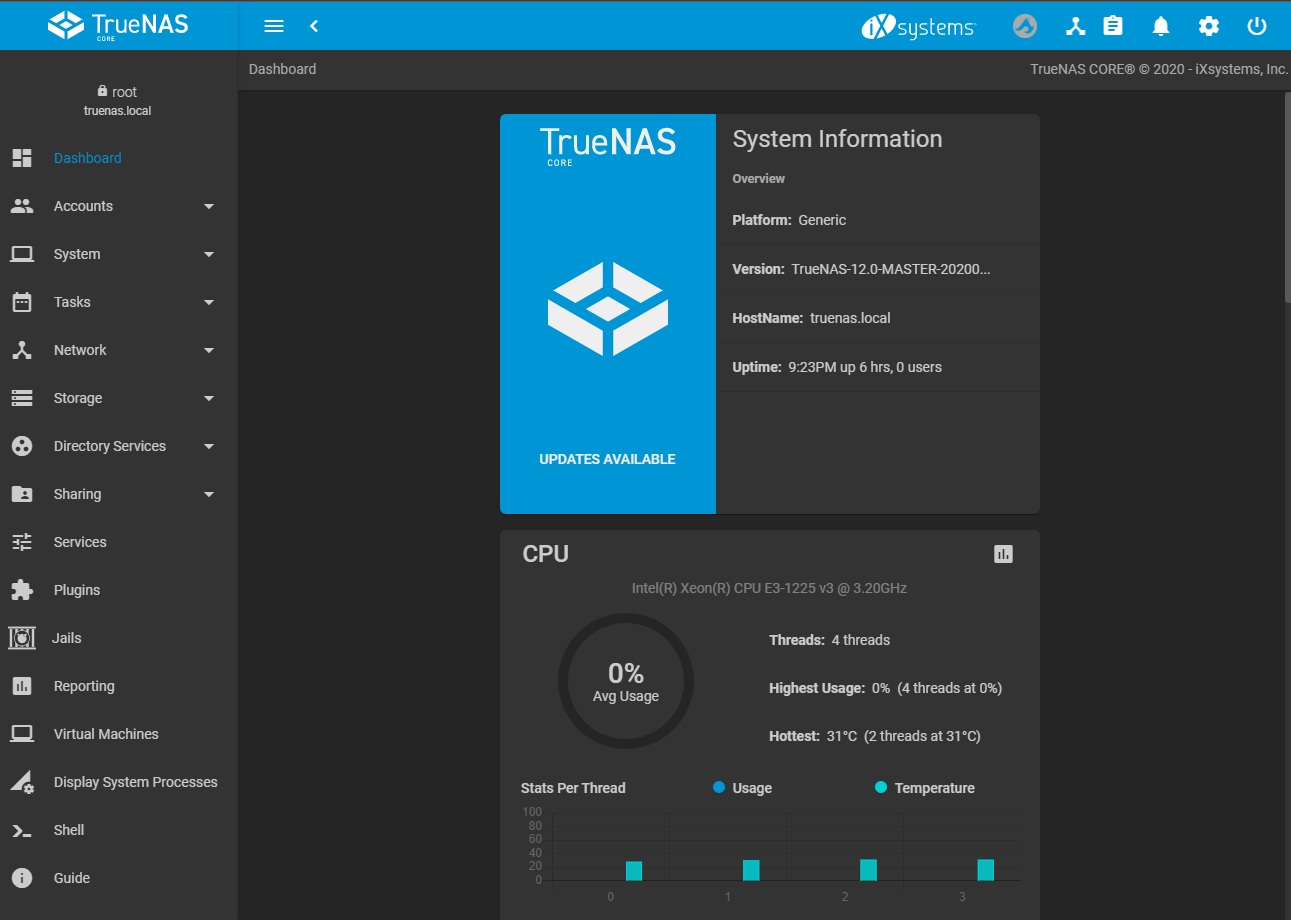 TrueNAS
CORE
iXsystems
Dashboard
TrueNAS CORE® © 2020 - iXsystems, Inc.
root
truenas.local
Dashboard
Accounts
System
Tasks
Network
Storage
Directory Services
Sharing
Services
Plugins
Jails
Reporting
Virtual Machines
Display System Processes
Shell
Guide
TrueNAS
CORE
UPDATES AVAILABLE
System Information
Overview
Platform: Generic
Version: TrueNAS-12.0-MASTER-20200...
HostName: truenas.local
Uptime: 9:23PM up 6 hrs, 0 users
CPU
Intel(R) Xeon(R) CPU E3-1225 v3 @ 3.20GHz
0%
Avg Usage
Threads: 4 threads
Highest Usage: 0% (4 threads at 0%)
Hottest: 31°C (2 threads at 31°C)
Stats Per Thread Usage Temperature
100
80
60
40
20
0
0 1 2 3